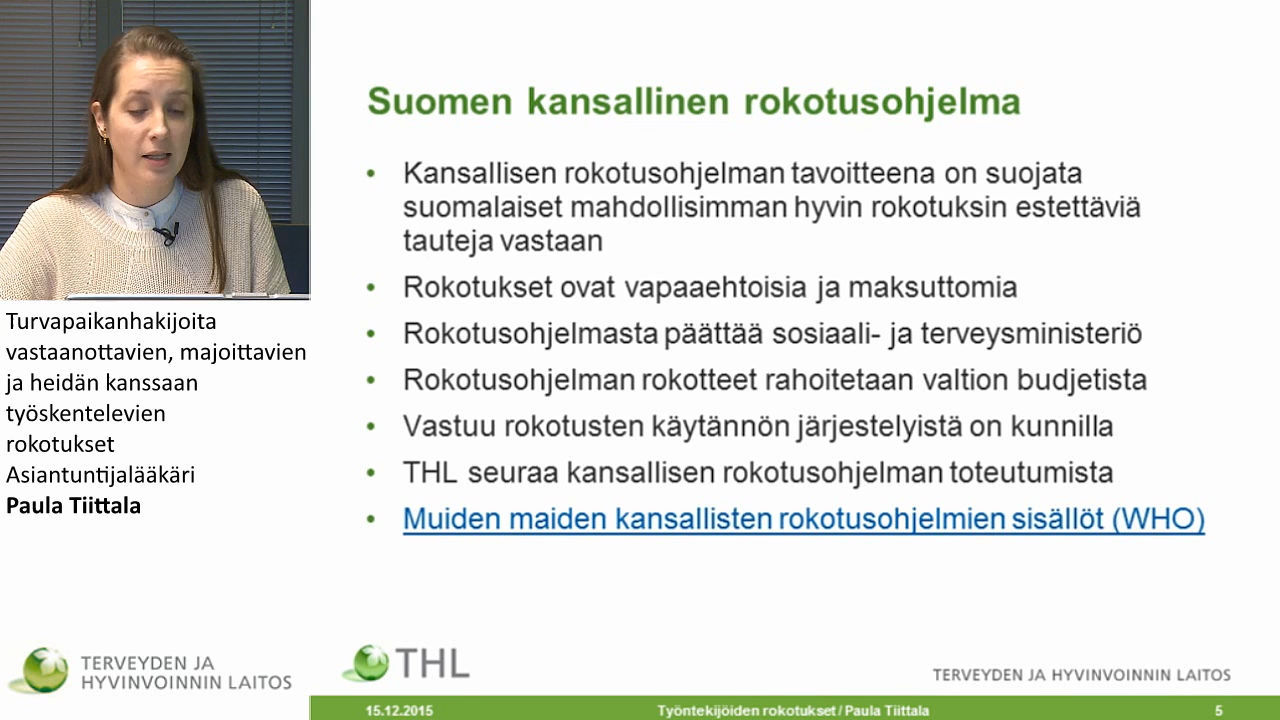 Suomen kansallinen rokotusohjelma
• Kansallisen rokotusohjelman tavoitteena on suojata
suomalaiset mahdollisimman hyvin rokotuksin estettäviä
tauteja vastaan
• Rokotukset ovat vapaaehtoisia ja maksuttomia
• Rokotusohjelmasta päättää sosiaali- ja terveysministeriö
• Rokotusohjelman rokotteet rahoitetaan valtion budjetista
• Vastuu rokotusten käytännön järjestelyistä on kunnilla
• THL seuraa kansallisen rokotusohjelman toteutumista
• Muiden maiden kansallisten rokotusohjelmien sisällöt (WHO)
Turvapaikanhakijoita
vastaanottavien, majoittavien
ja heidän kanssaan
työskentelevien
rokotukset
Asiantuntijalääkäri
Paula Tiittala
TERVEYDEN JA
HYVINVOINNIN LAITOS
THL
TERVEYDEN JA HYVINVOINNIN LAITOS
15.12.2015
Työntekijöiden rokotukset / Paula Tiittala
5